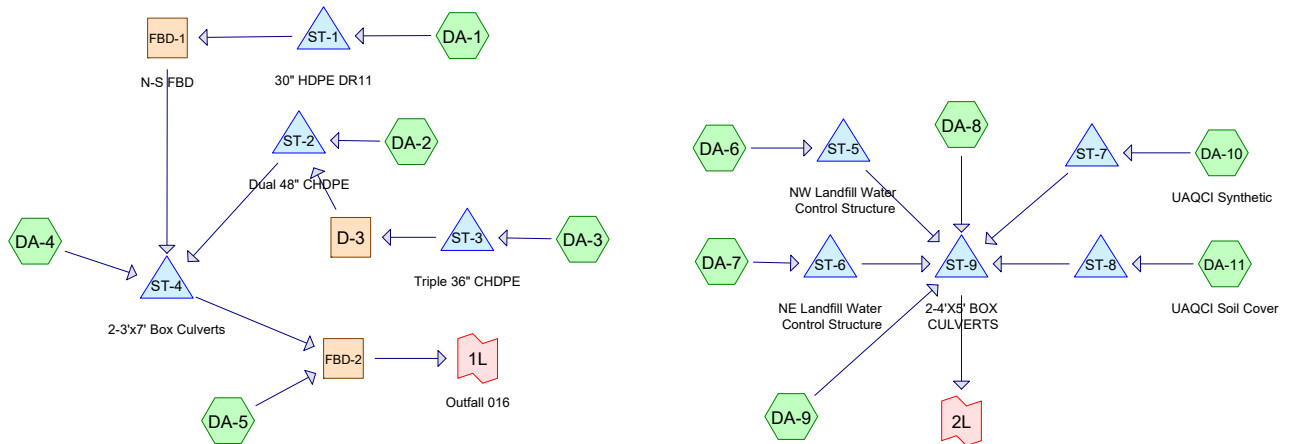 FBD-1
N-S FBD
ST-1
30" HDPE DR11
DA-1
ST-2
Dual 48" CHDPE
DA-2
D-3
ST-3
Triple 36" CHDPE
DA-3
DA-4
ST-4
2-3'x7' Box Culverts
FBD-2
1L
Outfall 016
DA-5
DA-6
ST-5
NW Landfill Water
Control Structure
DA-8
ST-7
DA-10
UAQCI Synthetic
DA-7
ST-6
NE Landfill Water
Control Structure
ST-9
2-4'X5' BOX
CULVERTS
ST-8
DA-11
UAQCI Soil Cover
DA-9
2L